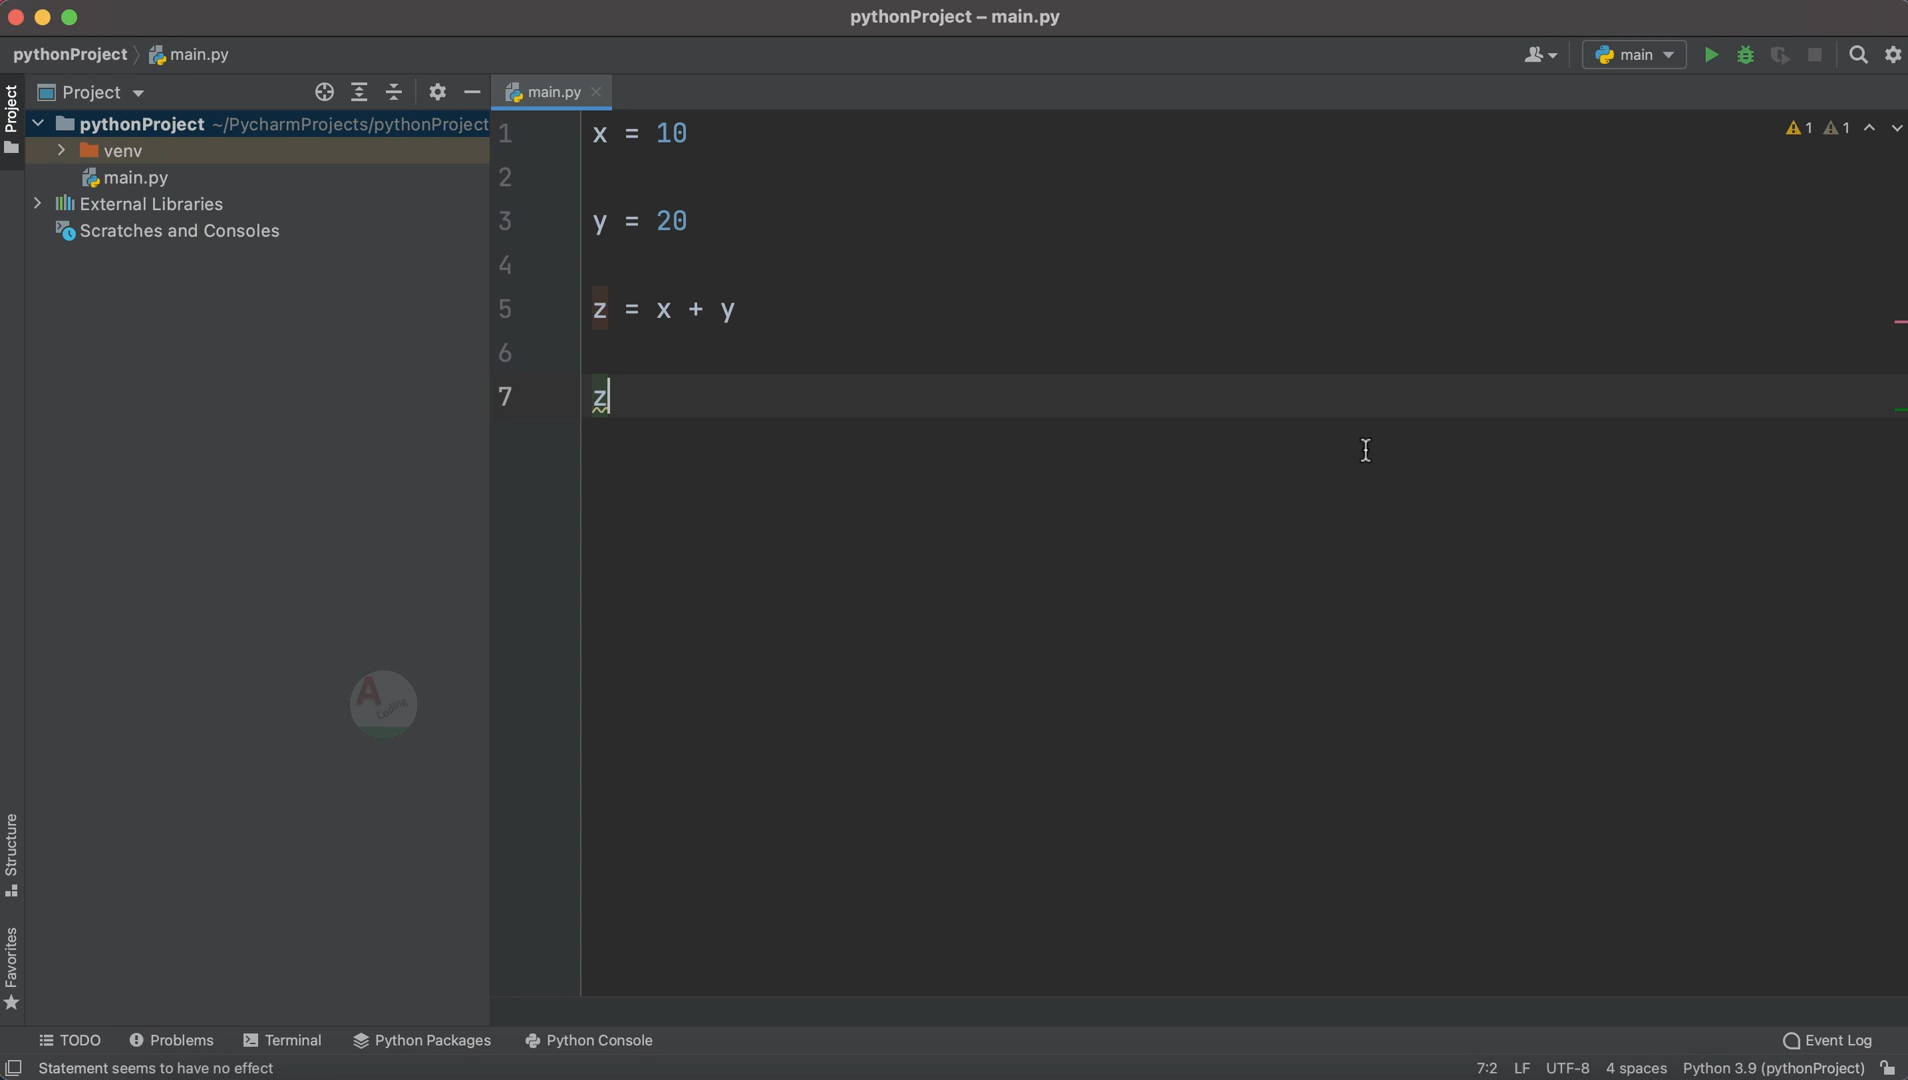 pythonProject – main.py
pythonProject
main.py
main
Project
Project
main.py
pythonProject ~/PycharmProjects/pythonProject
venv
main.py
External Libraries
Scratches and Consoles
1 x = 10
2
3 y = 20
4
5 z = x + y
6
7 z
1 1
A
Coding
Structure
Favorites
TODO Problems Terminal Python Packages Python Console Event Log
Statement seems to have no effect 7:2 LF UTF-8 4 spaces Python 3.9 (pythonProject)